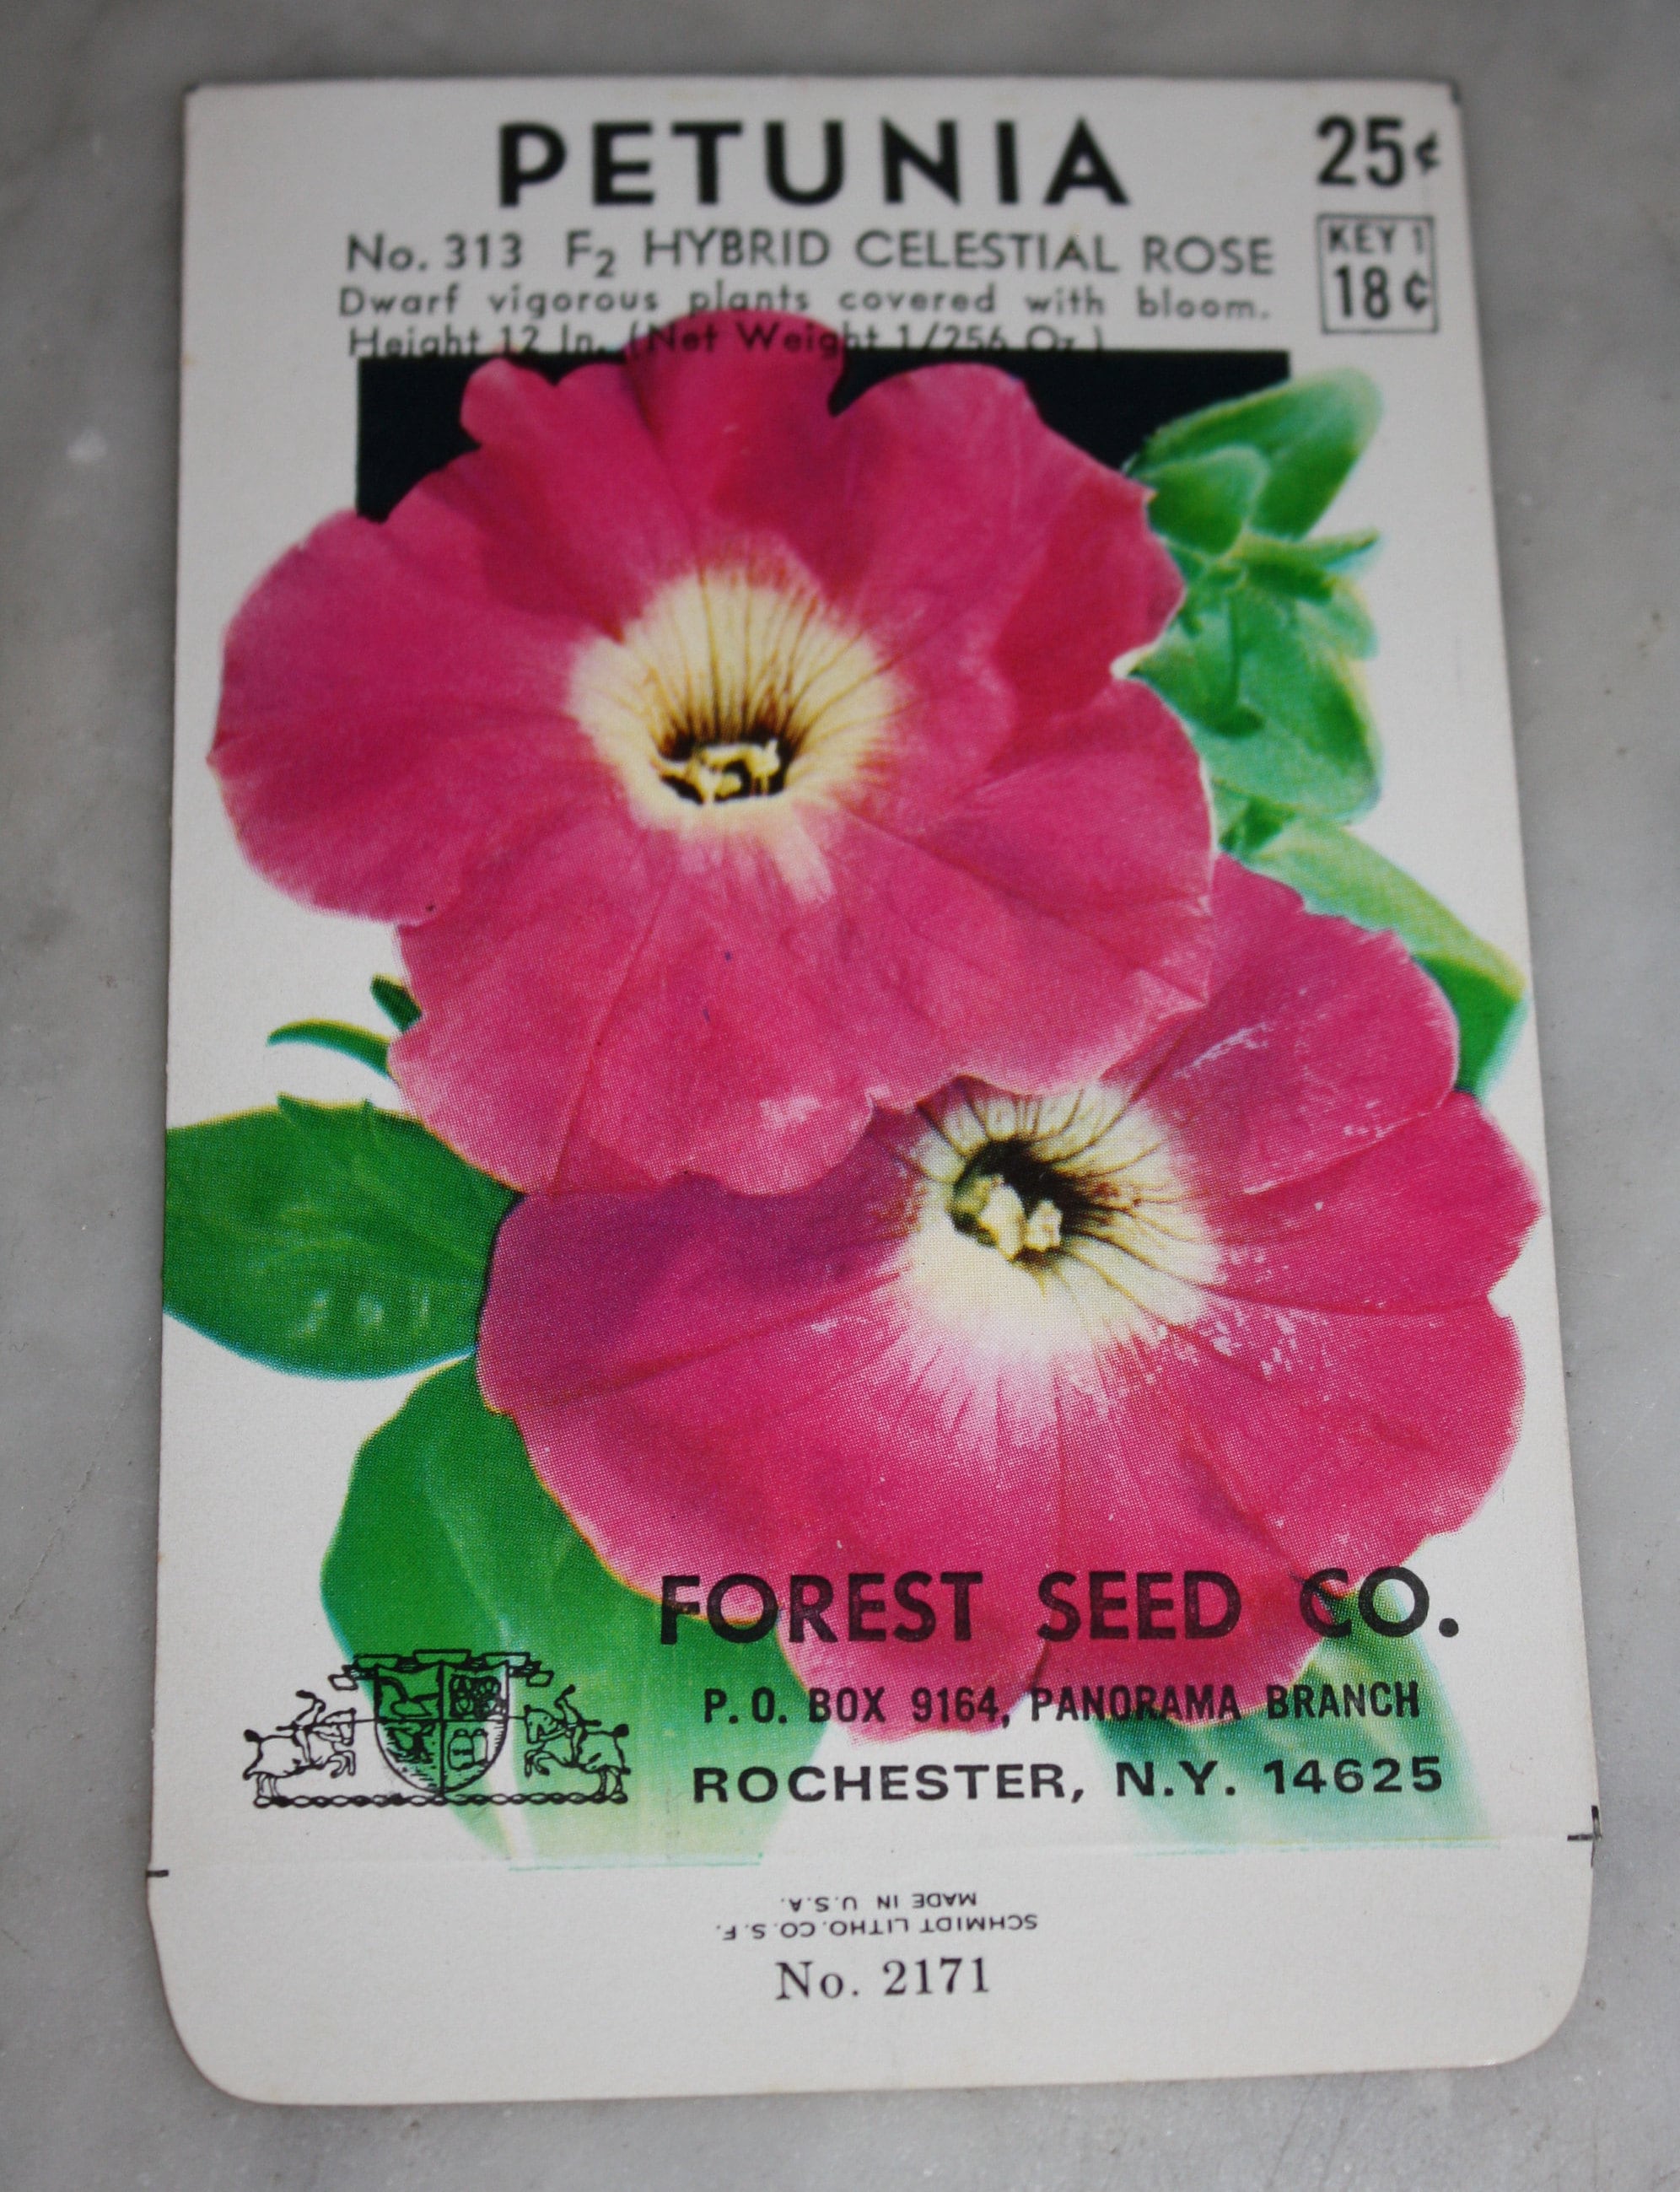 PETUNIA
25¢
No. 313 F2 HYBRID CELESTIAL ROSE
KEY 1
18¢
Dwarf vigorous plants covered with bloom.
Height 12 In. (Net Weight 1/256 Oz.)
FOREST SEED CO.
P. O. BOX 9164, PANORAMA BRANCH
ROCHESTER, N.Y. 14625
MADE IN U.S.A.
SCHMIDT LITHO. CO. S. F.
No. 2171